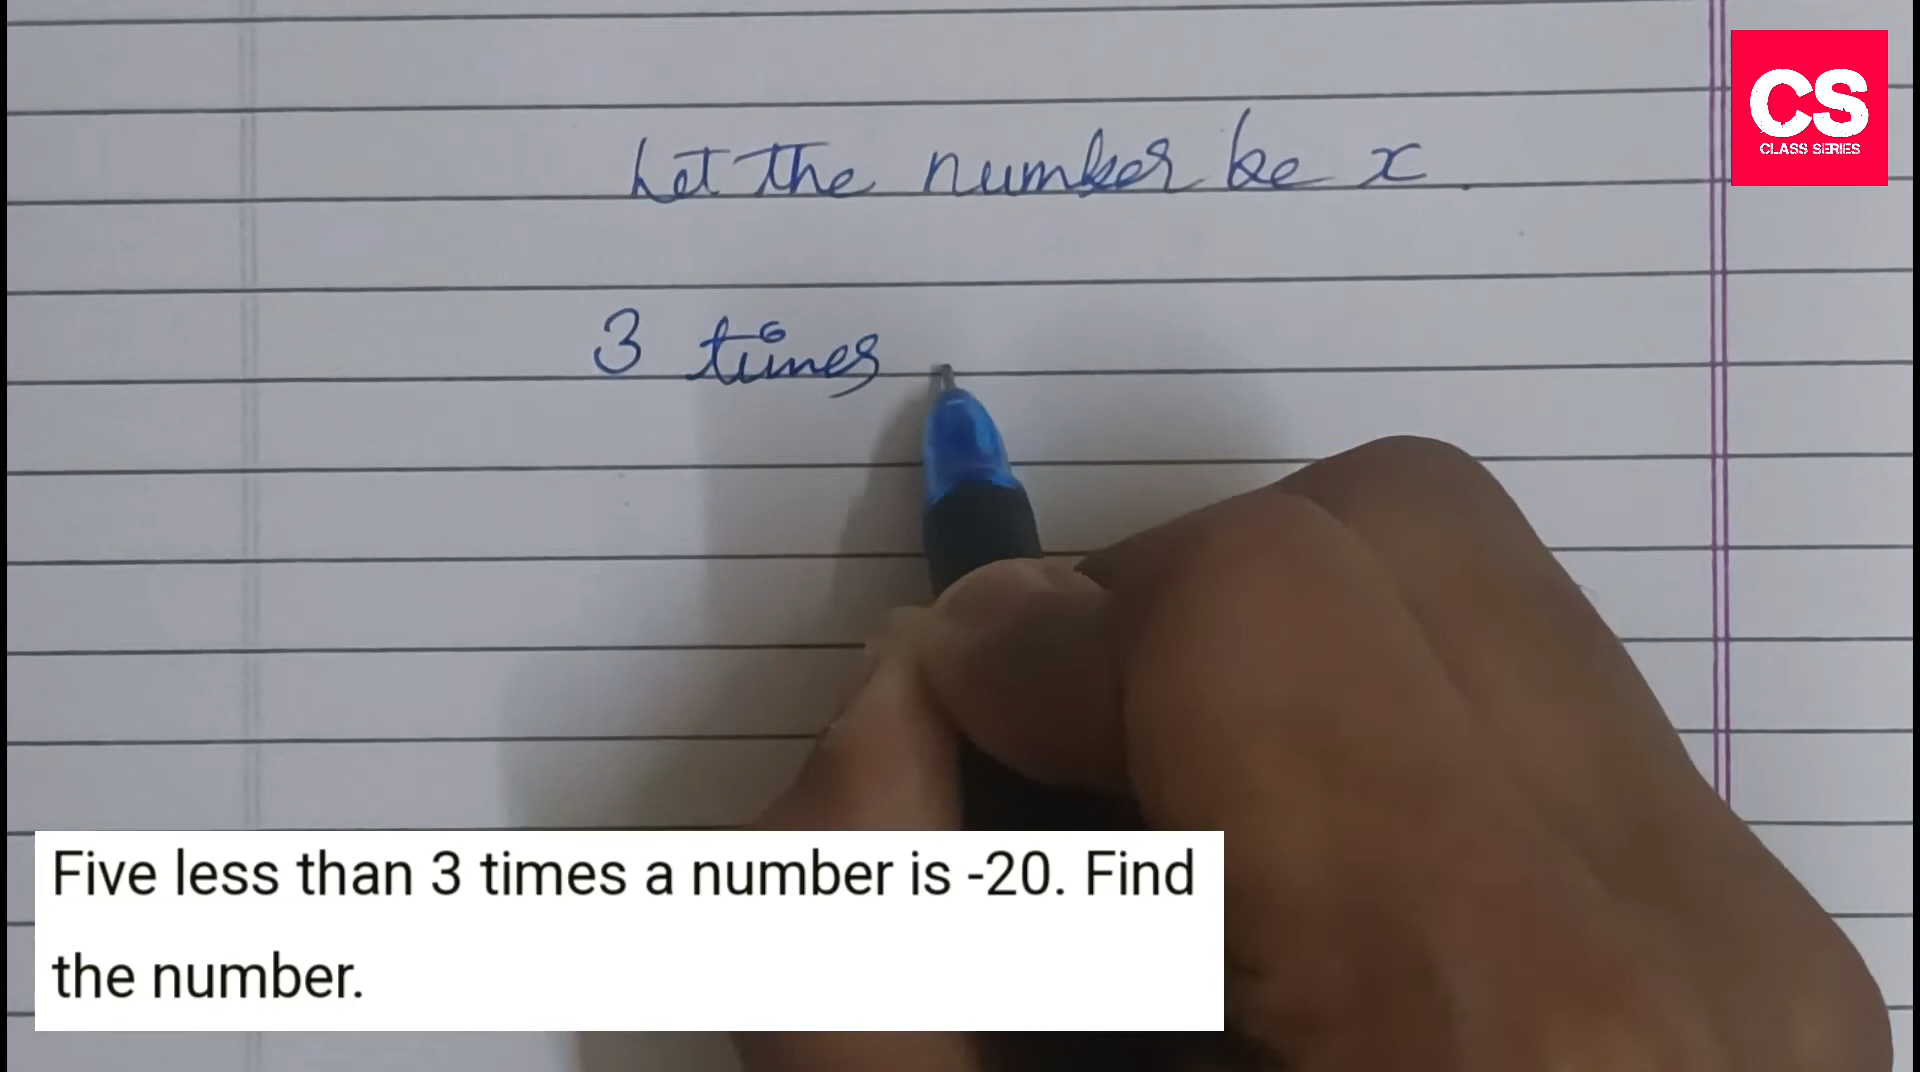 CS
CLASS SERIES
Let the number be x.
3 times
Five less than 3 times a number is -20. Find
the number.